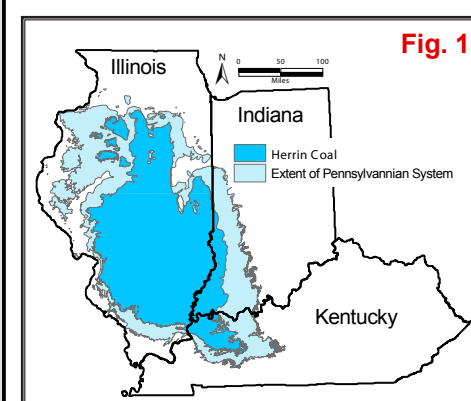 Fig. 1
Illinois
N
0 50 100
Miles
Indiana
Herrin Coal
Extent of Pennsylvannian System
Kentucky